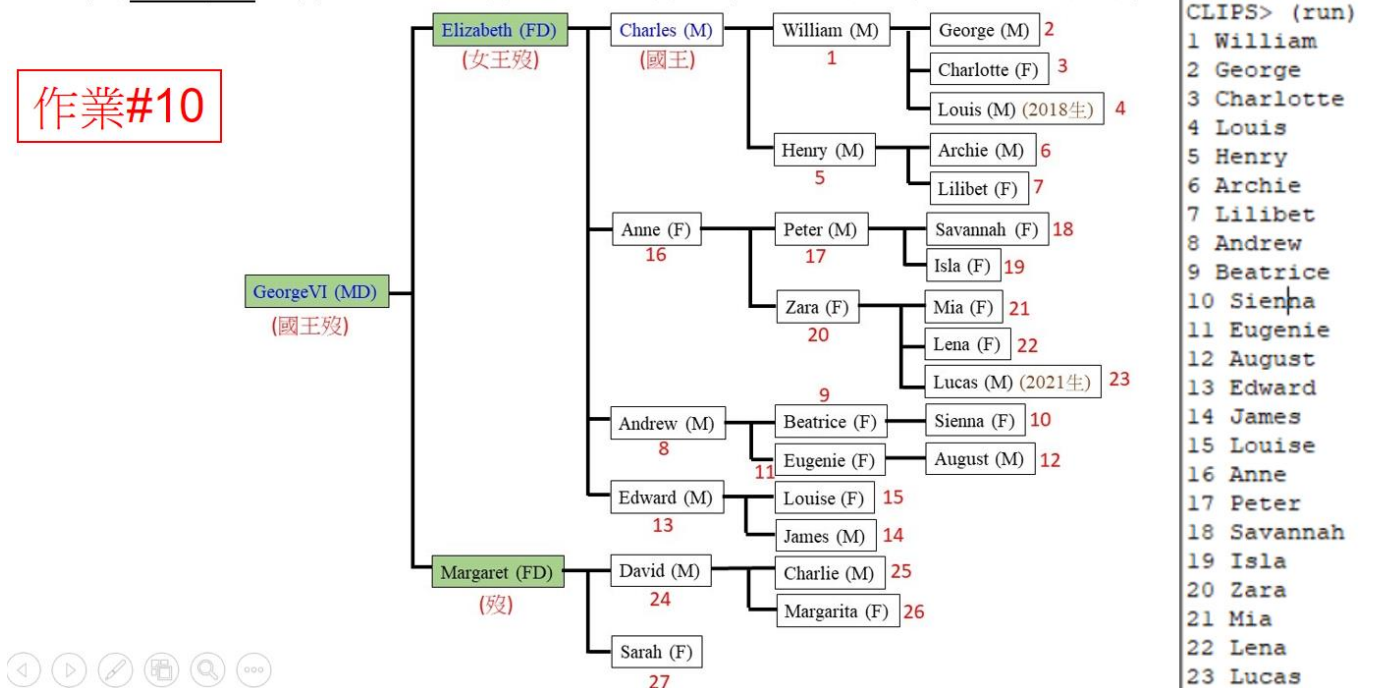 作業#10
GeorgeVI (MD)
(國王歿)
Elizabeth (FD)
(女王歿)
Charles (M)
(國王)
William (M)
1
George (M) 2
Charlotte (F) 3
Louis (M) (2018生) 4
Henry (M)
5
Archie (M) 6
Lilibet (F) 7
Anne (F)
16
Peter (M)
17
Savannah (F) 18
Isla (F) 19
Zara (F)
20
Mia (F) 21
Lena (F) 22
Lucas (M) (2021生) 23
Andrew (M)
8
9
Beatrice (F)
Sienna (F) 10
11 Eugenie (F)
August (M) 12
Edward (M)
13
Louise (F) 15
James (M) 14
Margaret (FD)
(歿)
David (M)
24
Charlie (M) 25
Margarita (F) 26
Sarah (F)
27
CLIPS> (run)
1 William
2 George
3 Charlotte
4 Louis
5 Henry
6 Archie
7 Lilibet
8 Andrew
9 Beatrice
10 Sienna
11 Eugenie
12 August
13 Edward
14 James
15 Louise
16 Anne
17 Peter
18 Savannah
19 Isla
20 Zara
21 Mia
22 Lena
23 Lucas